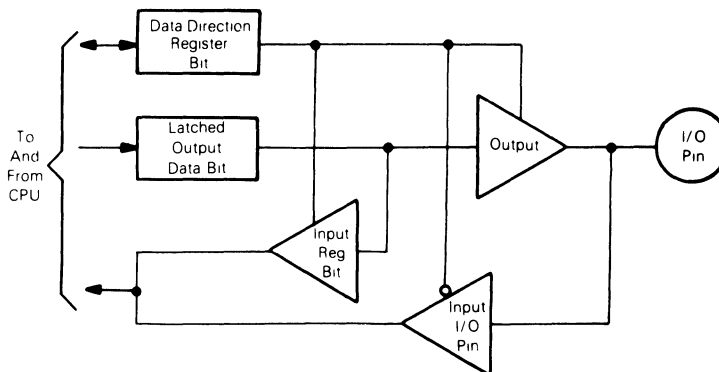 Data Direction
Register
Bit
To
And
From
CPU
Latched
Output
Data Bit
Output
I/O
Pin
Input
Reg
Bit
Input
I/O
Pin